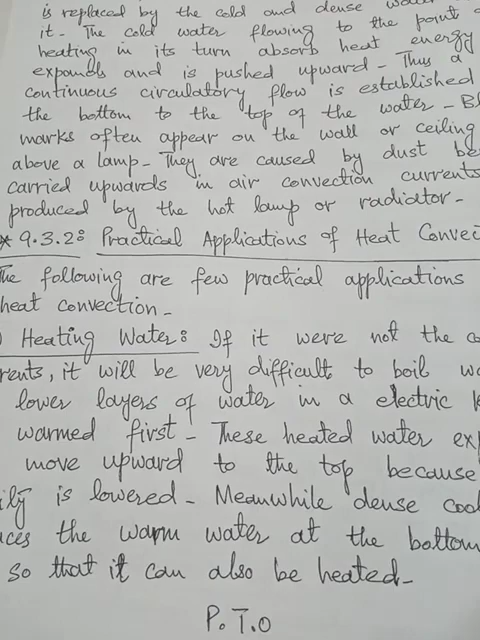 is replaced by the cold and dense
it - The cold water flowing to the point
heating in its turn absorb heat energy
expands and is pushed upward - Thus a
continuous circulatory flow is established
the bottom to the top of the water -
marks often appear on the wall or ceiling
above a lamp - They are caused by dust
carried upwards in air convection currents
produced by the hot lamp or radiator -
* 9.3.2: Practical Applications of Heat
The following are few practical applications
heat convection -
Heating Water: If it were not the
it will be very difficult to boil
lower layers of water in a electric
warmed first - These heated water
move upward to the top because
is lowered - Meanwhile dense
the warm water at the bottom
so that it can also be heated -
P.T.O